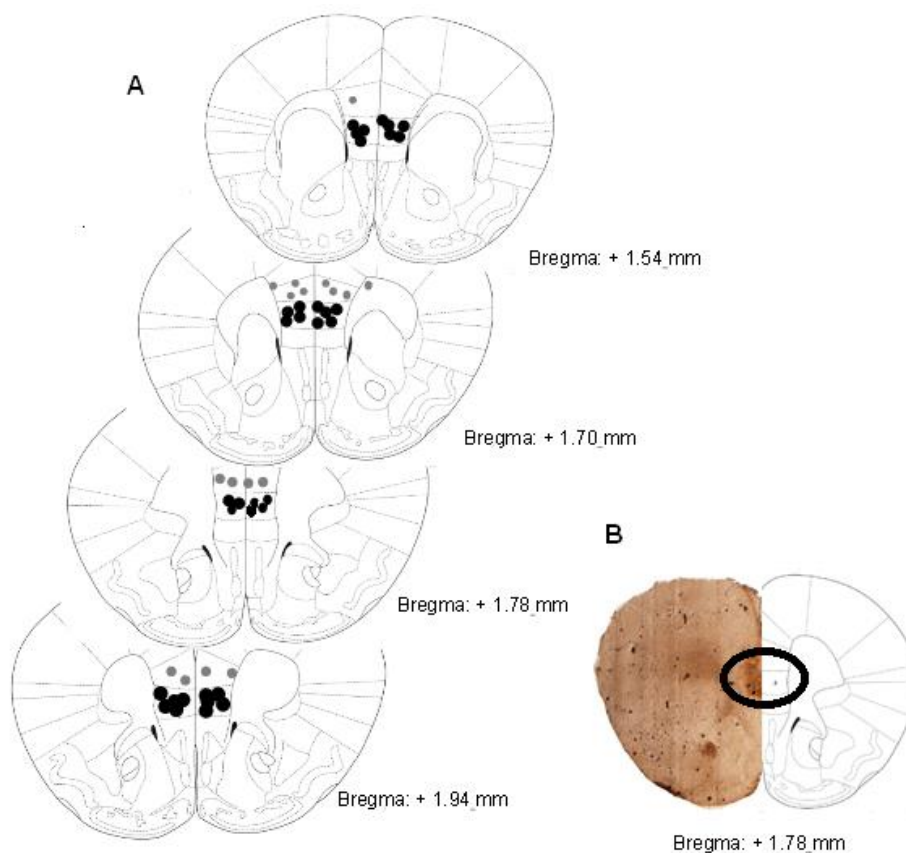 A
Bregma: + 1.54 mm
Bregma: + 1.70 mm
Bregma: + 1.78 mm
B
Bregma: + 1.94 mm
Bregma: + 1.78 mm